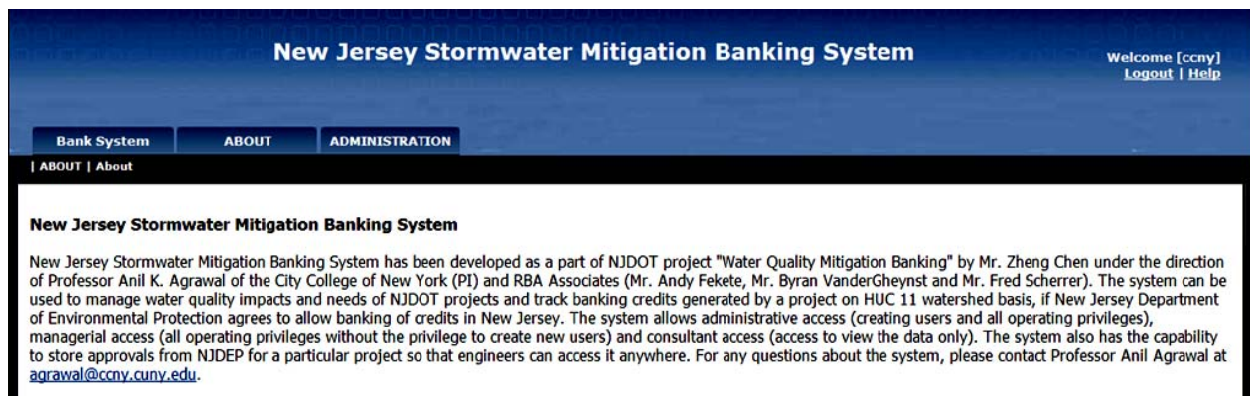 New Jersey Stormwater Mitigation Banking System
Welcome [ccny]
Logout | Help
Bank System ABOUT ADMINISTRATION
| ABOUT | About
New Jersey Stormwater Mitigation Banking System
New Jersey Stormwater Mitigation Banking System has been developed as a part of NJDOT project "Water Quality Mitigation Banking" by Mr. Zheng Chen under the direction
of Professor Anil K. Agrawal of the City College of New York (PI) and RBA Associates (Mr. Andy Fekete, Mr. Byran VanderGheynst and Mr. Fred Scherrer). The system can be
used to manage water quality impacts and needs of NJDOT projects and track banking credits generated by a project on HUC 11 watershed basis, if New Jersey Department
of Environmental Protection agrees to allow banking of credits in New Jersey. The system allows administrative access (creating users and all operating privileges),
managerial access (all operating privileges without the privilege to create new users) and consultant access (access to view the data only). The system also has the capability
to store approvals from NJDEP for a particular project so that engineers can access it anywhere. For any questions about the system, please contact Professor Anil Agrawal at
agrawal@ccny.cuny.edu.